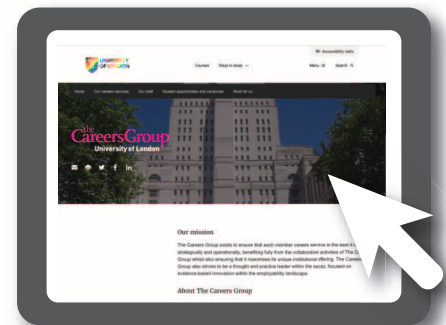 UNIVERSITY
OF LONDON
Courses Ways to study
Accessibility tools
Menu Search
Home Our careers services Our staff Student opportunities and vacancies Work for us
the
CareersGroup
University of London
Our mission
The Careers Group exists to ensure that each member careers service is the best it
strategically and operationally, benefiting fully from the collaborative activities of The
Group whilst also ensuring that it maximises its unique institutional offering. The Careers
Group also strives to be a thought and practice leader within the sector, focused on
evidence-based innovation within the employability landscape.
About The Careers Group